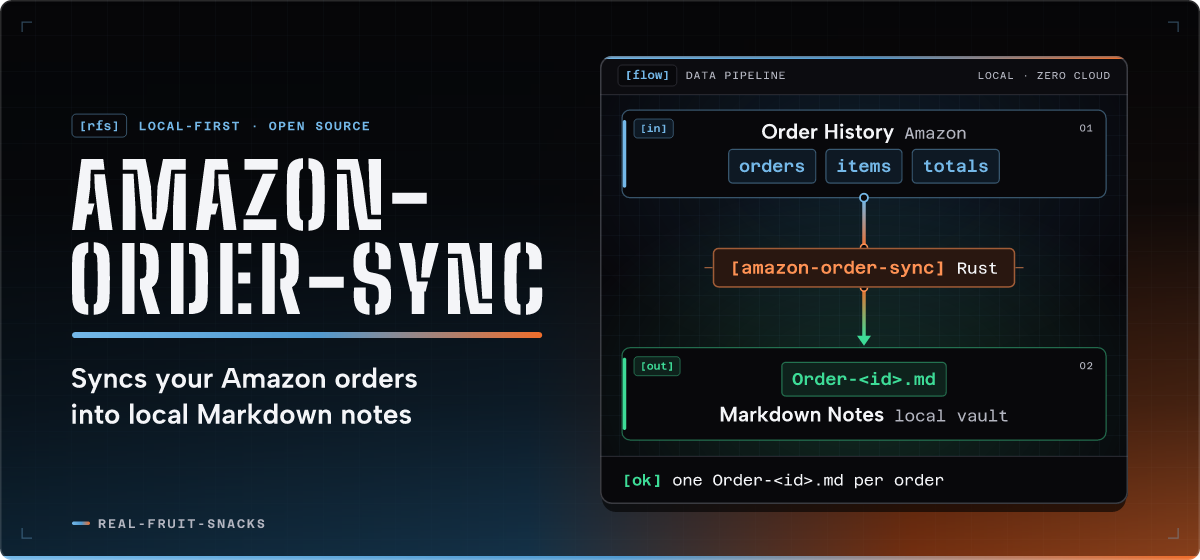 [rfs] LOCAL-FIRST · OPEN SOURCE
AMAZON-
ORDER-SYNC
Syncs your Amazon orders
into local Markdown notes
REAL-FRUIT-SNACKS
[flow] DATA PIPELINE LOCAL · ZERO CLOUD
[in] Order History Amazon 01
orders items totals
[amazon-order-sync] Rust
[out] Order-<id>.md 02
Markdown Notes local vault
[ok] one Order-<id>.md per order